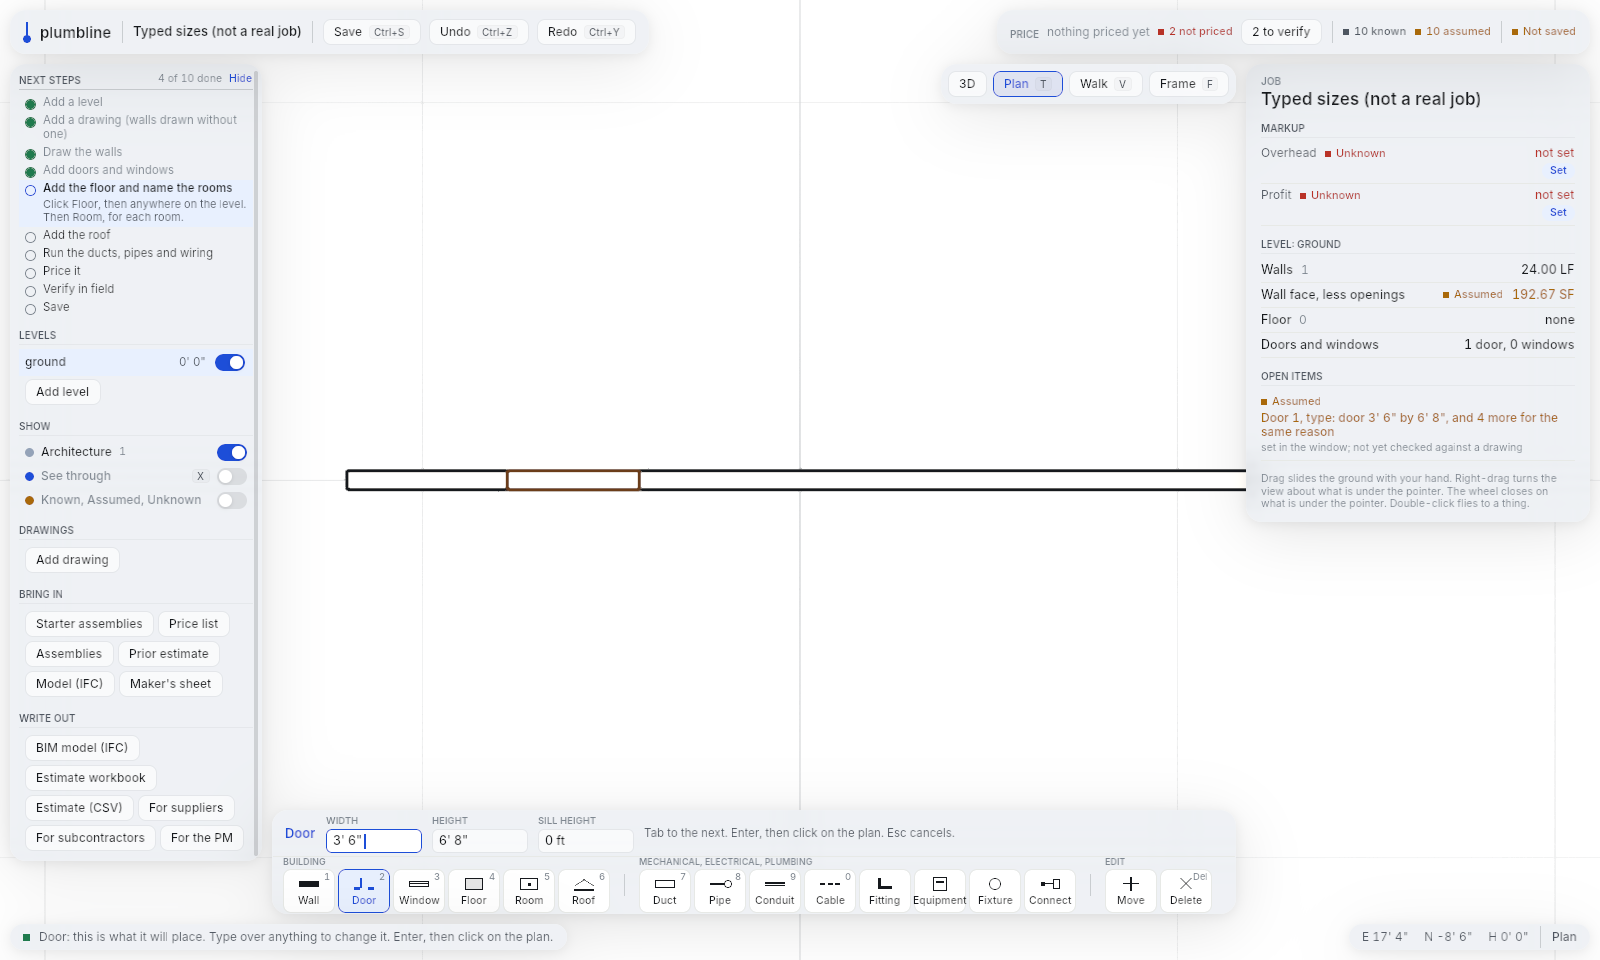 plumbline
Typed sizes (not a real job)
Save Ctrl+S
Undo Ctrl+Z
Redo Ctrl+Y
PRICE nothing priced yet 2 not priced 2 to verify 10 known 10 assumed Not saved
3D
Plan T
Walk V
Frame F
NEXT STEPS 4 of 10 done Hide
Add a level
Add a drawing (walls drawn without
one)
Draw the walls
Add doors and windows
Add the floor and name the rooms
Click Floor, then anywhere on the level.
Then Room, for each room.
Add the roof
Run the ducts, pipes and wiring
Price it
Verify in field
Save
LEVELS
ground 0' 0"
Add level
SHOW
Architecture 1
See through X
Known, Assumed, Unknown
DRAWINGS
Add drawing
BRING IN
Starter assemblies Price list
Assemblies Prior estimate
Model (IFC) Maker's sheet
WRITE OUT
BIM model (IFC)
Estimate workbook
Estimate (CSV) For suppliers
For subcontractors For the PM
JOB
Typed sizes (not a real job)
MARKUP
Overhead Unknown not set
Set
Profit Unknown not set
Set
LEVEL: GROUND
Walls 1 24.00 LF
Wall face, less openings Assumed 192.67 SF
Floor 0 none
Doors and windows 1 door, 0 windows
OPEN ITEMS
Assumed
Door 1, type: door 3' 6" by 6' 8", and 4 more for the
same reason
set in the window; not yet checked against a drawing
Drag slides the ground with your hand. Right-drag turns the
view about what is under the pointer. The wheel closes on
what is under the pointer. Double-click flies to a thing.
WIDTH HEIGHT SILL HEIGHT
Door 3' 6" 6' 8" 0 ft Tab to the next. Enter, then click on the plan. Esc cancels.
BUILDING MECHANICAL, ELECTRICAL, PLUMBING EDIT
1 2 3 4 5 6 7 8 9 0 Del
Wall Door Window Floor Room Roof Duct Pipe Conduit Cable Fitting Equipment Fixture Connect Move Delete
Door: this is what it will place. Type over anything to change it. Enter, then click on the plan.
E 17' 4" N -8' 6" H 0' 0" Plan